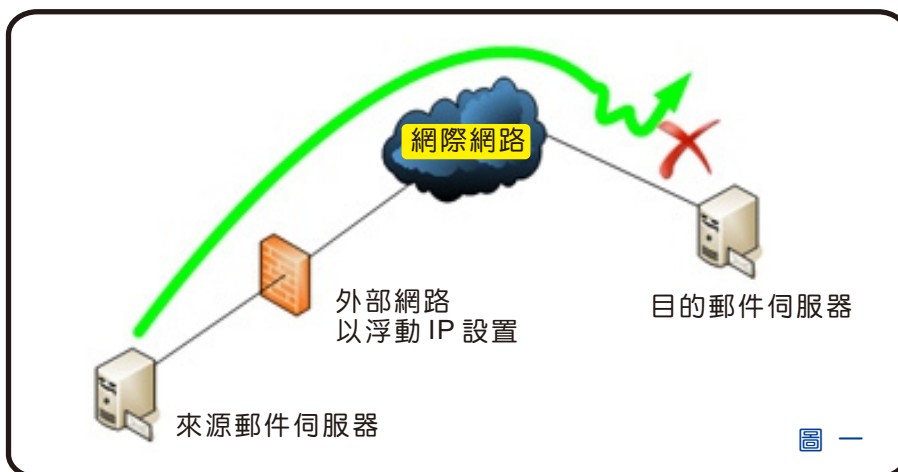 網際網路
外部網路
以浮動 IP 設置
目的郵件伺服器
來源郵件伺服器
圖 一